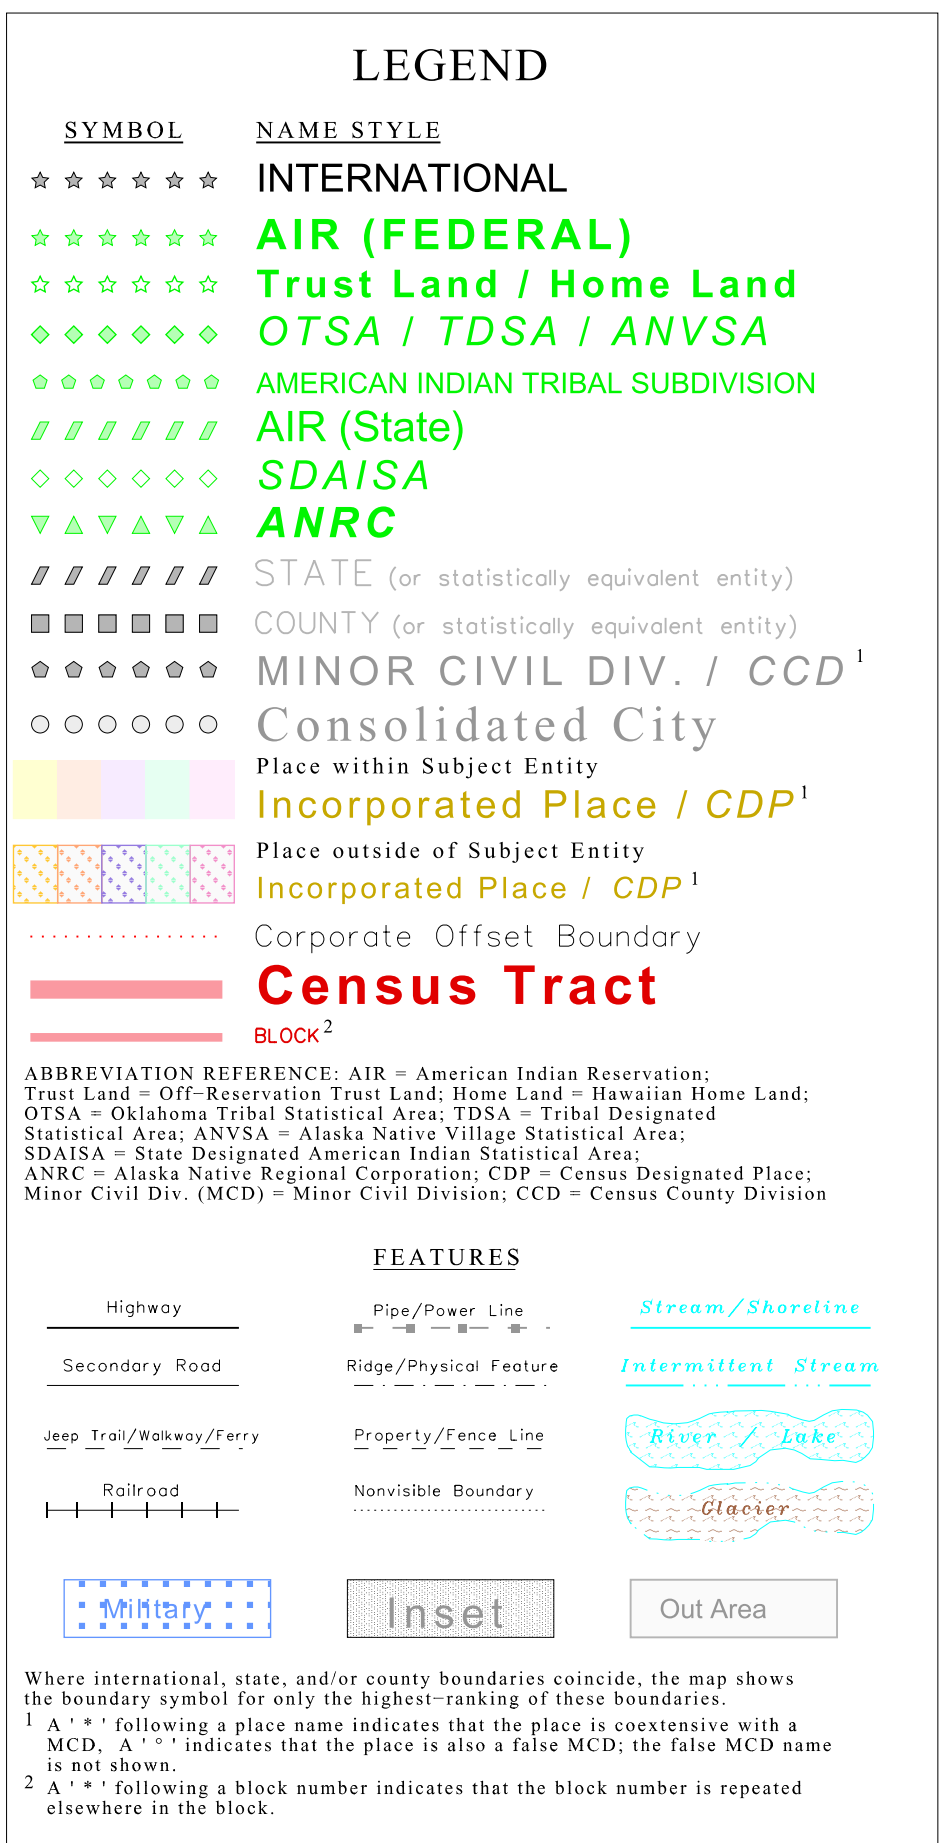 LEGEND
SYMBOL NAME STYLE
INTERNATIONAL
AIR (FEDERAL)
Trust Land / Home Land
OTSA / TDSA / ANVSA
AMERICAN INDIAN TRIBAL SUBDIVISION
AIR (State)
SDAISA
ANRC
STATE (or statistically equivalent entity)
COUNTY (or statistically equivalent entity)
MINOR CIVIL DIV. / CCD 1
Consolidated City
Place within Subject Entity
Incorporated Place / CDP 1
Place outside of Subject Entity
Incorporated Place / CDP 1
Corporate Offset Boundary
Census Tract
BLOCK 2
ABBREVIATION REFERENCE: AIR = American Indian Reservation;
Trust Land = Off−Reservation Trust Land; Home Land = Hawaiian Home Land;
OTSA = Oklahoma Tribal Statistical Area; TDSA = Tribal Designated
Statistical Area; ANVSA = Alaska Native Village Statistical Area;
SDAISA = State Designated American Indian Statistical Area;
ANRC = Alaska Native Regional Corporation; CDP = Census Designated Place;
Minor Civil Div. (MCD) = Minor Civil Division; CCD = Census County Division
FEATURES
Highway
Pipe/Power Line
Stream/Shoreline
Secondary Road
Ridge/Physical Feature
Intermittent Stream
Jeep Trail/Walkway/Ferry
Property/Fence Line
River / Lake
Railroad
Nonvisible Boundary
Glacier
Military
Inset
Out Area
Where international, state, and/or county boundaries coincide, the map shows
the boundary symbol for only the highest−ranking of these boundaries.
1 A ' * ' following a place name indicates that the place is coextensive with a
MCD, A ' ° ' indicates that the place is also a false MCD; the false MCD name
is not shown.
2 A ' * ' following a block number indicates that the block number is repeated
elsewhere in the block.